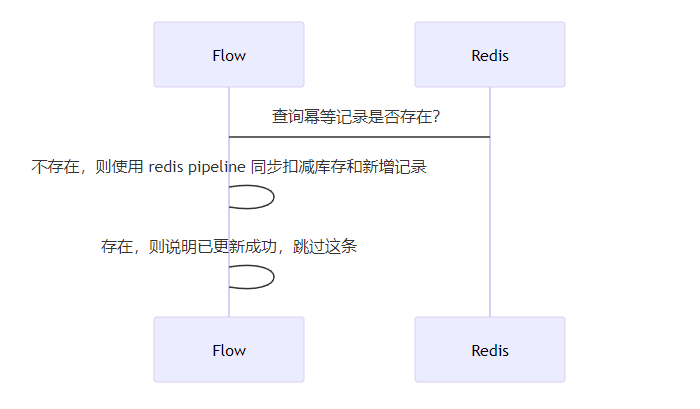 Flow
Redis
查询幂等记录是否存在？
不存在，则使用 redis pipeline 同步扣减库存和新增记录
存在，则说明已更新成功，跳过这条
Flow
Redis